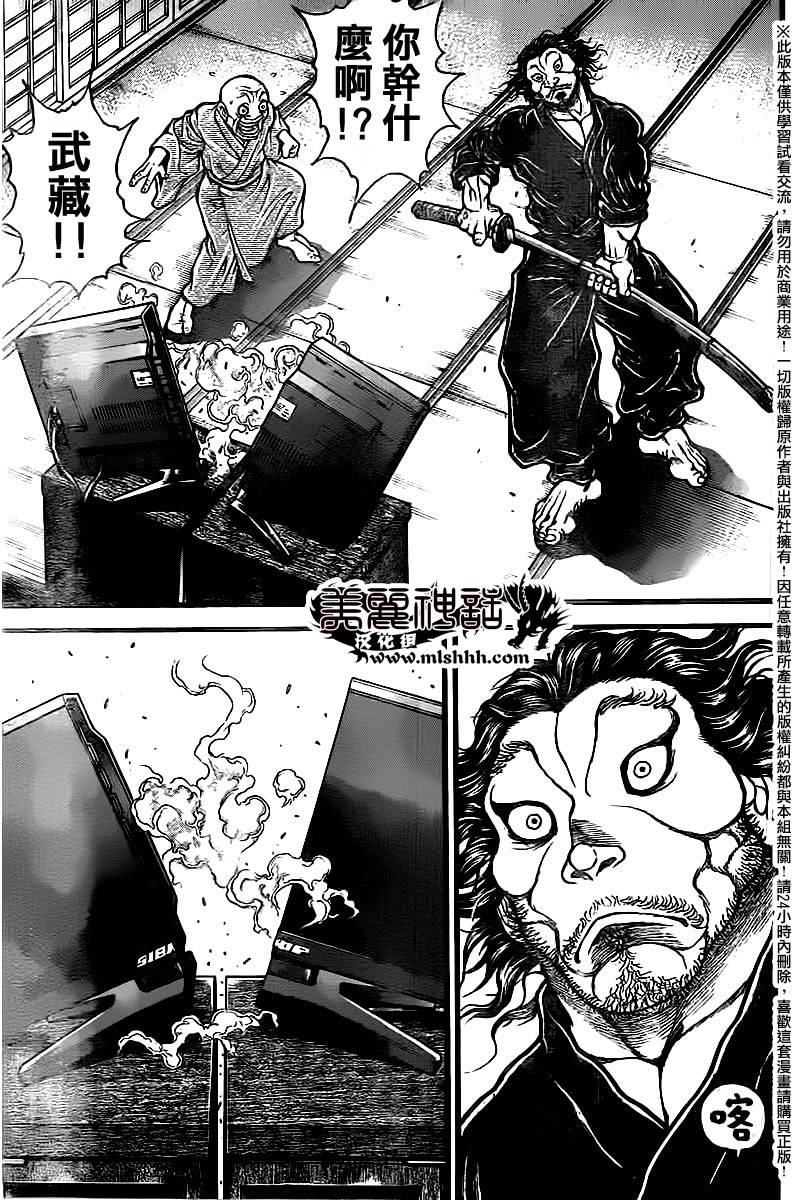 你幹什
麼啊!?
武藏!!
美麗神話
汉化组
www.mlshhh.com
喀
※此版本僅供學習試看交流，請勿用於商業用途！一切版權歸原作者與出版社擁有！因任意轉載所產生的版權糾紛都與本組無關！請24小時內刪除，喜歡這套漫畫請購買正版！